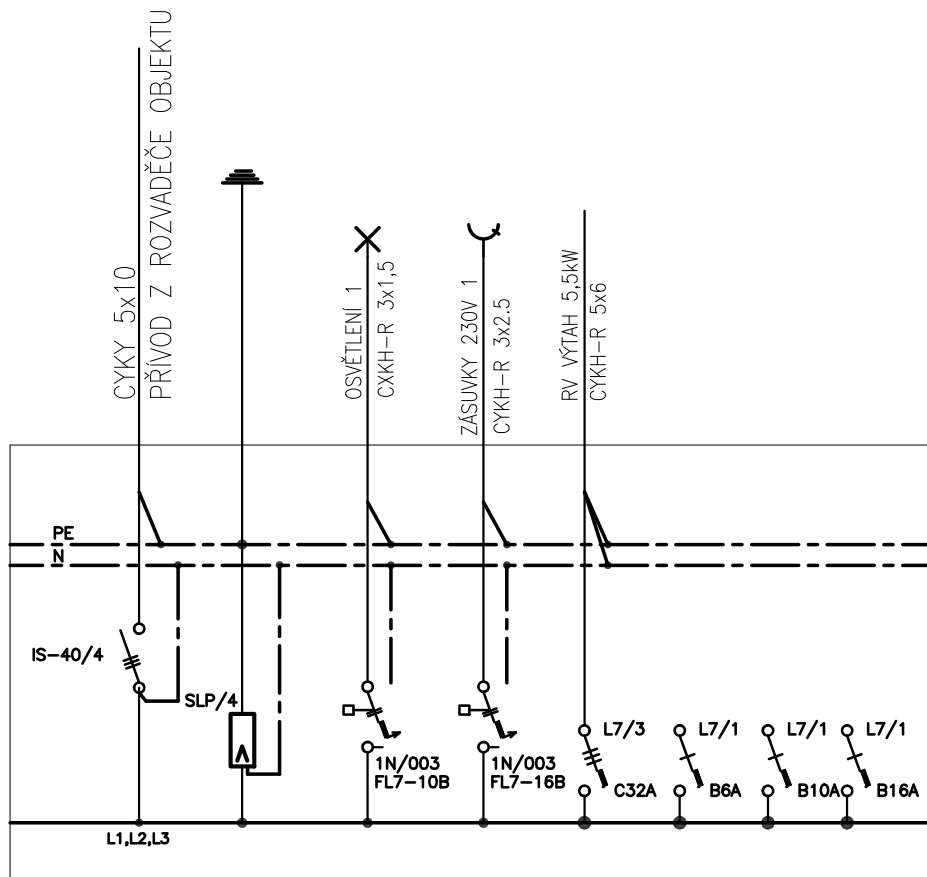 CYKY 5x10
PŘÍVOD Z ROZVADĚČE OBJEKTU
OSVĚTLENÍ 1
CXKH-R 3x1,5
ZÁSUVKY 230V 1
CYKH-R 3x2.5
RV VÝTAH 5,5kW
CYKH-R 5x6
PE
N
IS-40/4
SLP/4
1N/003
FL7-10B
1N/003
FL7-16B
L7/3
C32A
L7/1
B6A
L7/1
B10A
L7/1
B16A
L1,L2,L3